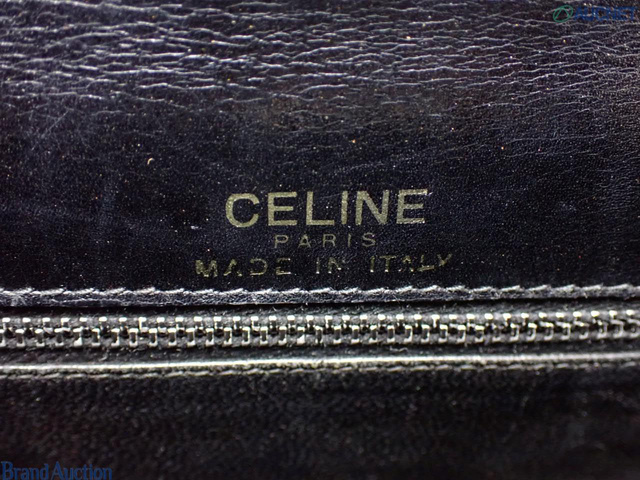 CELINE
PARIS
MADE IN ITALY
Brand Auction